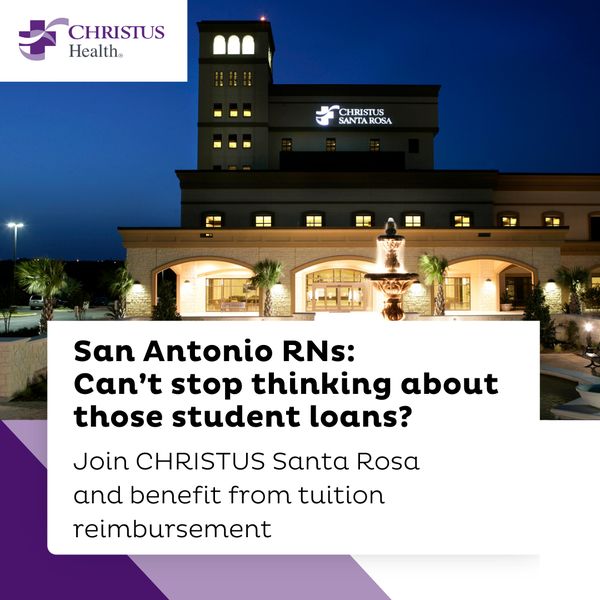 CHRISTUS
Health®
CHRISTUS
SANTA ROSA
San Antonio RNs:
Can't stop thinking about
those student loans?
Join CHRISTUS Santa Rosa
and benefit from tuition
reimbursement